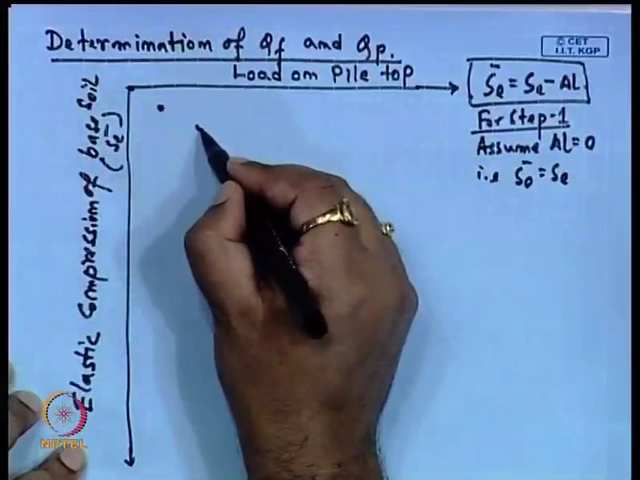 Determination of Qf and Qp.
© CET
I.I.T. KGP
Load on Pile top
S̄e = Se - ΔL
For Step-1
Assume ΔL = 0
i.e S̄e = Se
Elastic compression of base soil
(S̄e)
NPTEL